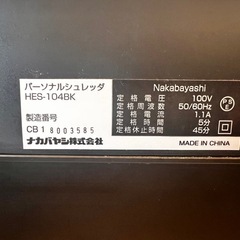 パーソナルシュレッダ
HES-104BK
製造番号
CB1 8003585
ナカバヤシ株式会社
Nakabayashi
定格電圧 100V
定格周波数 50/60Hz
定格電流 1.1A
定格時間 5分
休止時間 45分
PSE
MADE IN CHINA